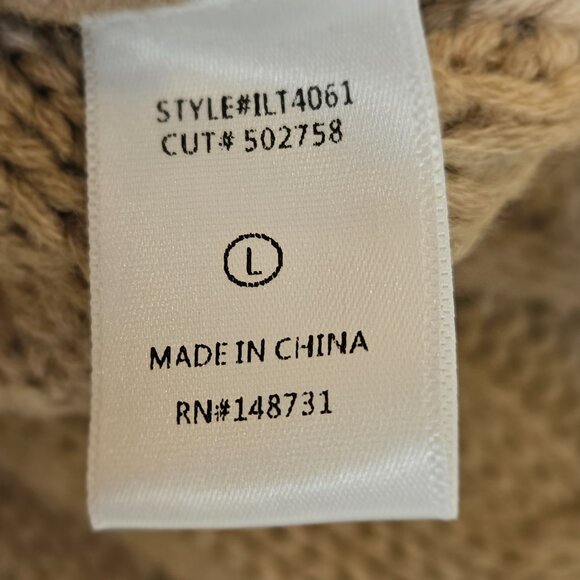 STYLE#ILT4061
CUT# 502758
L
MADE IN CHINA
RN#148731